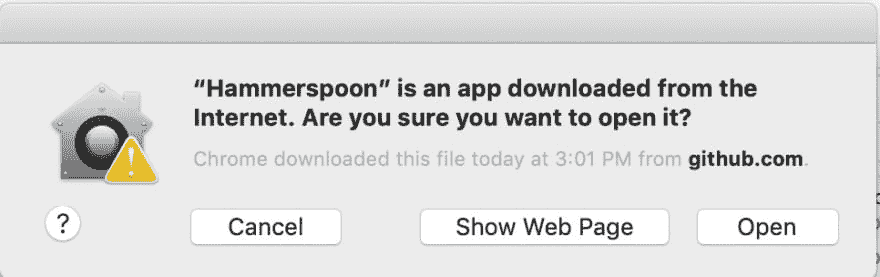 “Hammerspoon” is an app downloaded from the
Internet. Are you sure you want to open it?
Chrome downloaded this file today at 3:01 PM from github.com.
?
Cancel
Show Web Page
Open